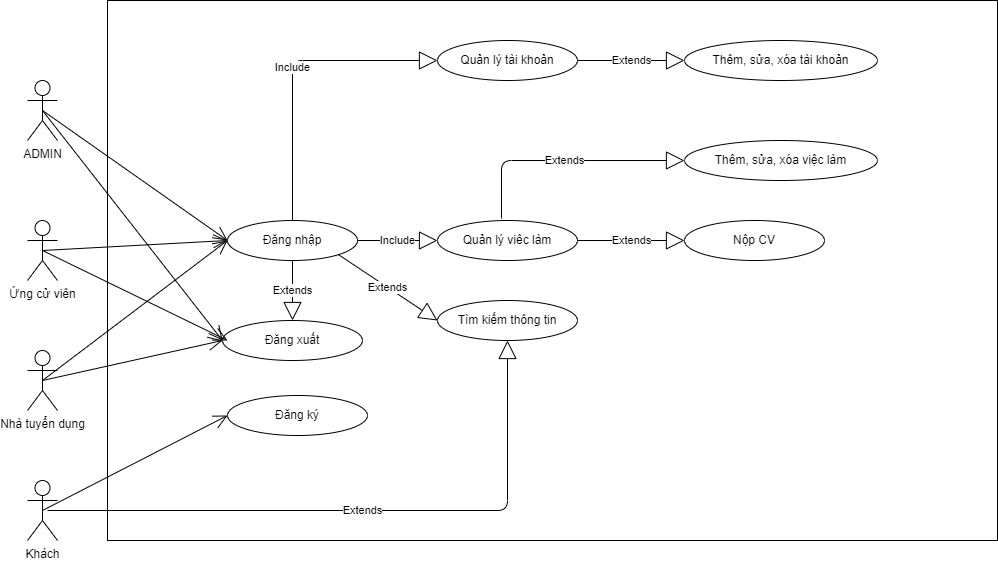 Include
Quản lý tài khoản
Extends
Thêm, sửa, xóa tài khoản
ADMIN
Extends
Thêm, sửa, xóa việc làm
Đăng nhập
Include
Quản lý viêc làm
Extends
Nộp CV
Ứng cử viên
Extends
Extends
Tìm kiếm thông tin
Đăng xuất
Nhà tuyển dụng
Đăng ký
Extends
Khách